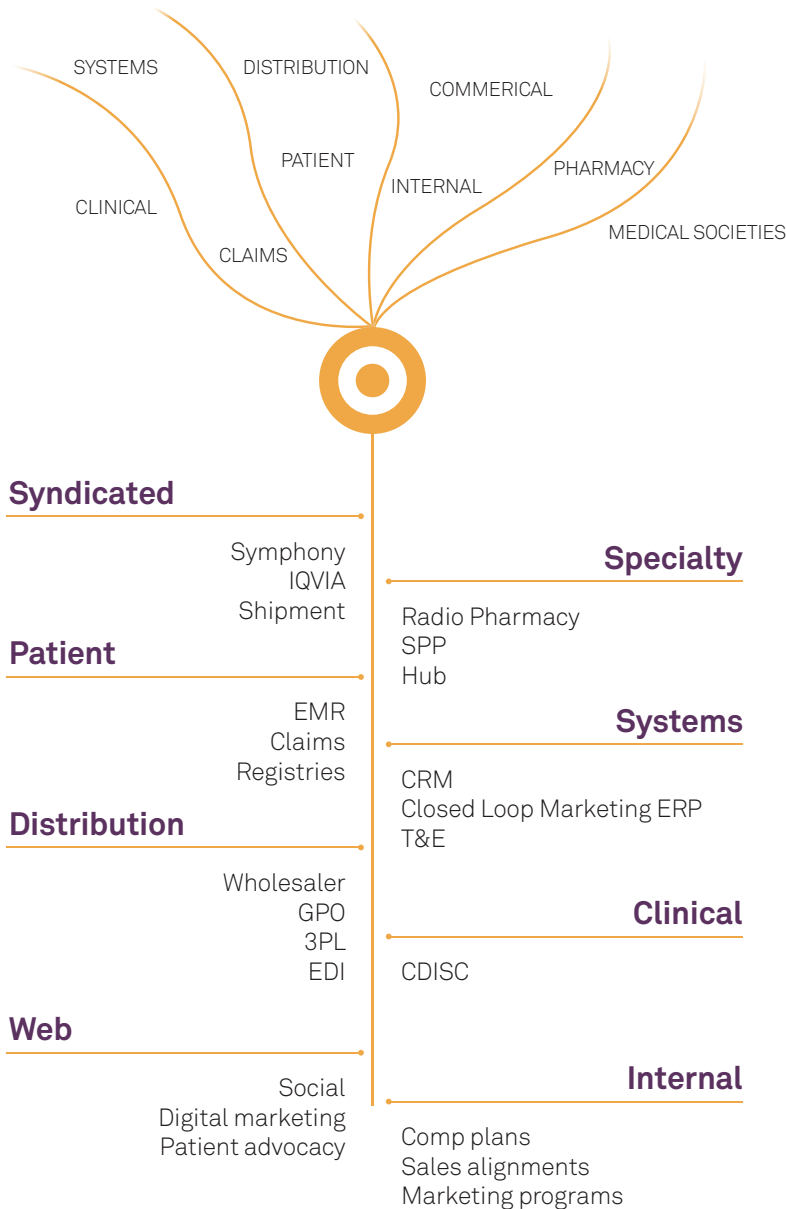 SYSTEMS
DISTRIBUTION
COMMERICAL
PATIENT
PHARMACY
INTERNAL
CLINICAL
MEDICAL SOCIETIES
CLAIMS
Syndicated
Symphony
IQVIA
Shipment
Specialty
Radio Pharmacy
SPP
Hub
Patient
EMR
Claims
Registries
Systems
CRM
Closed Loop Marketing ERP
T&E
Distribution
Wholesaler
GPO
3PL
EDI
Clinical
CDISC
Web
Social
Digital marketing
Patient advocacy
Internal
Comp plans
Sales alignments
Marketing programs